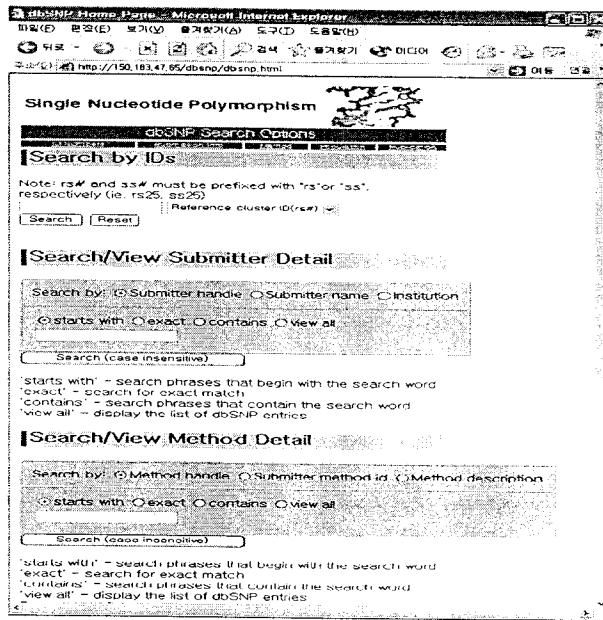 dbSNP Home Page - Microsoft Internet Explorer
파일(F) 편집(E) 보기(V) 즐겨찾기(A) 도구(T) 도움말(H)
뒤로 검색 즐겨찾기 미디어
주소(D) http://150.183.47.65/dbsnp/dbsnp.html 이동 연결
Single Nucleotide Polymorphism
dbSNP Search Options
Search by IDs
Note: rs# and ss# must be prefixed with "rs"or "ss",
respectively (ie. rs25, ss25)
Reference cluster ID(rs#)
Search Reset
Search/View Submitter Detail
Search by: Submitter handle Submitter name Institution
starts with exact contains view all
Search (case insensitive)
'starts with' - search phrases that begin with the search word
'exact' - search for exact match
'contains' - search phrases that contain the search word
'view all' - display the list of dbSNP entries
Search/View Method Detail
Search by: Method handle Submitter method id Method description
starts with exact contains view all
Search (case insensitive)
'starts with' - search phrases that begin with the search word
'exact' - search for exact match
'contains' - search phrases that contain the search word
'view all' - display the list of dbSNP entries